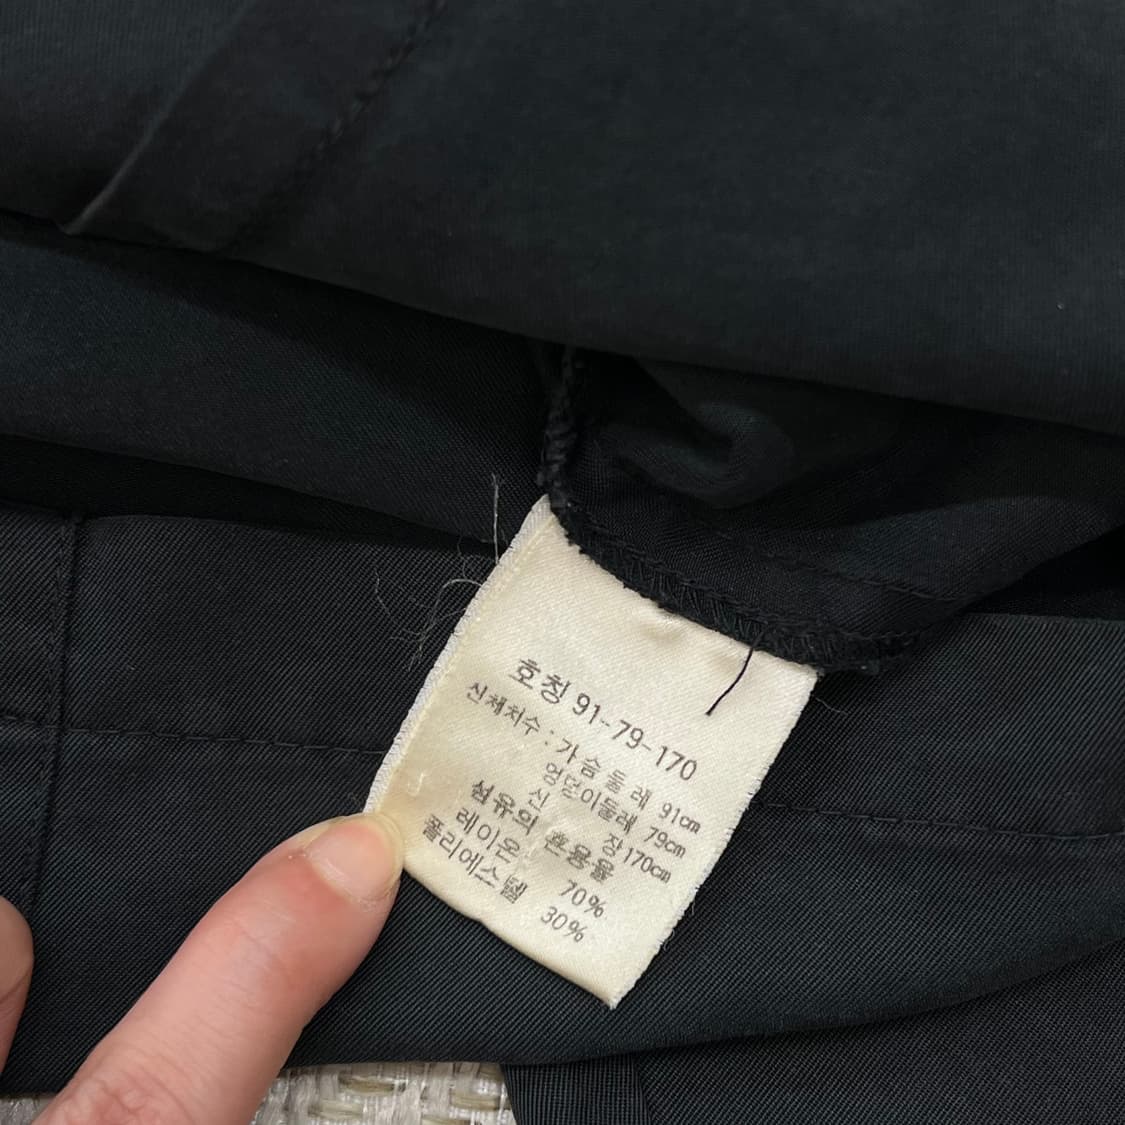 호칭 91-79-170
신체치수 : 가슴둘레 91cm
엉덩이둘레 79cm
신 장 170cm
섬유의 혼용율
레이온 70%
폴리에스텔 30%